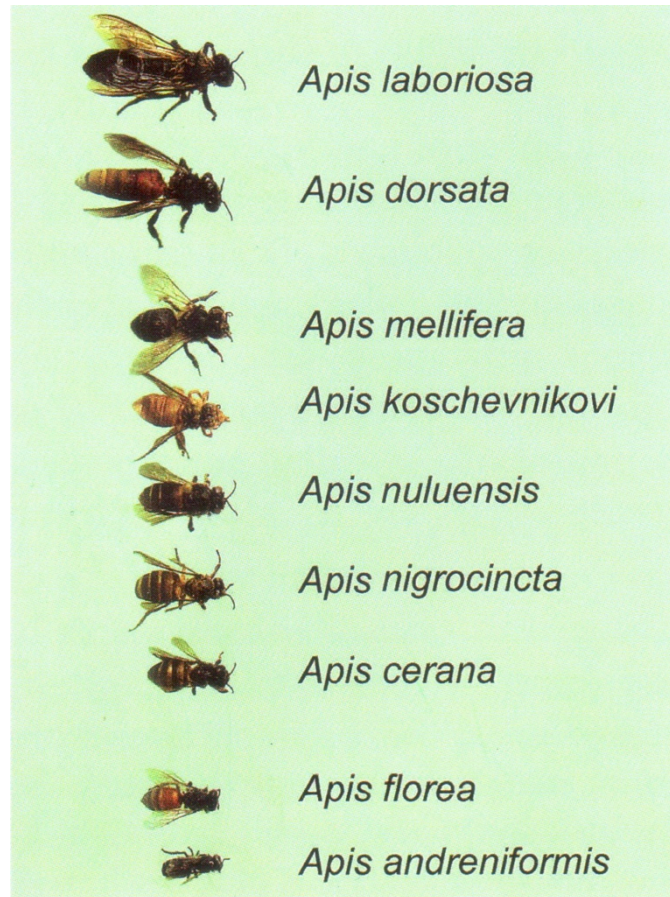 Apis laboriosa
Apis dorsata
Apis mellifera
Apis koschevnikovi
Apis nuluensis
Apis nigrocincta
Apis cerana
Apis florea
Apis andreniformis